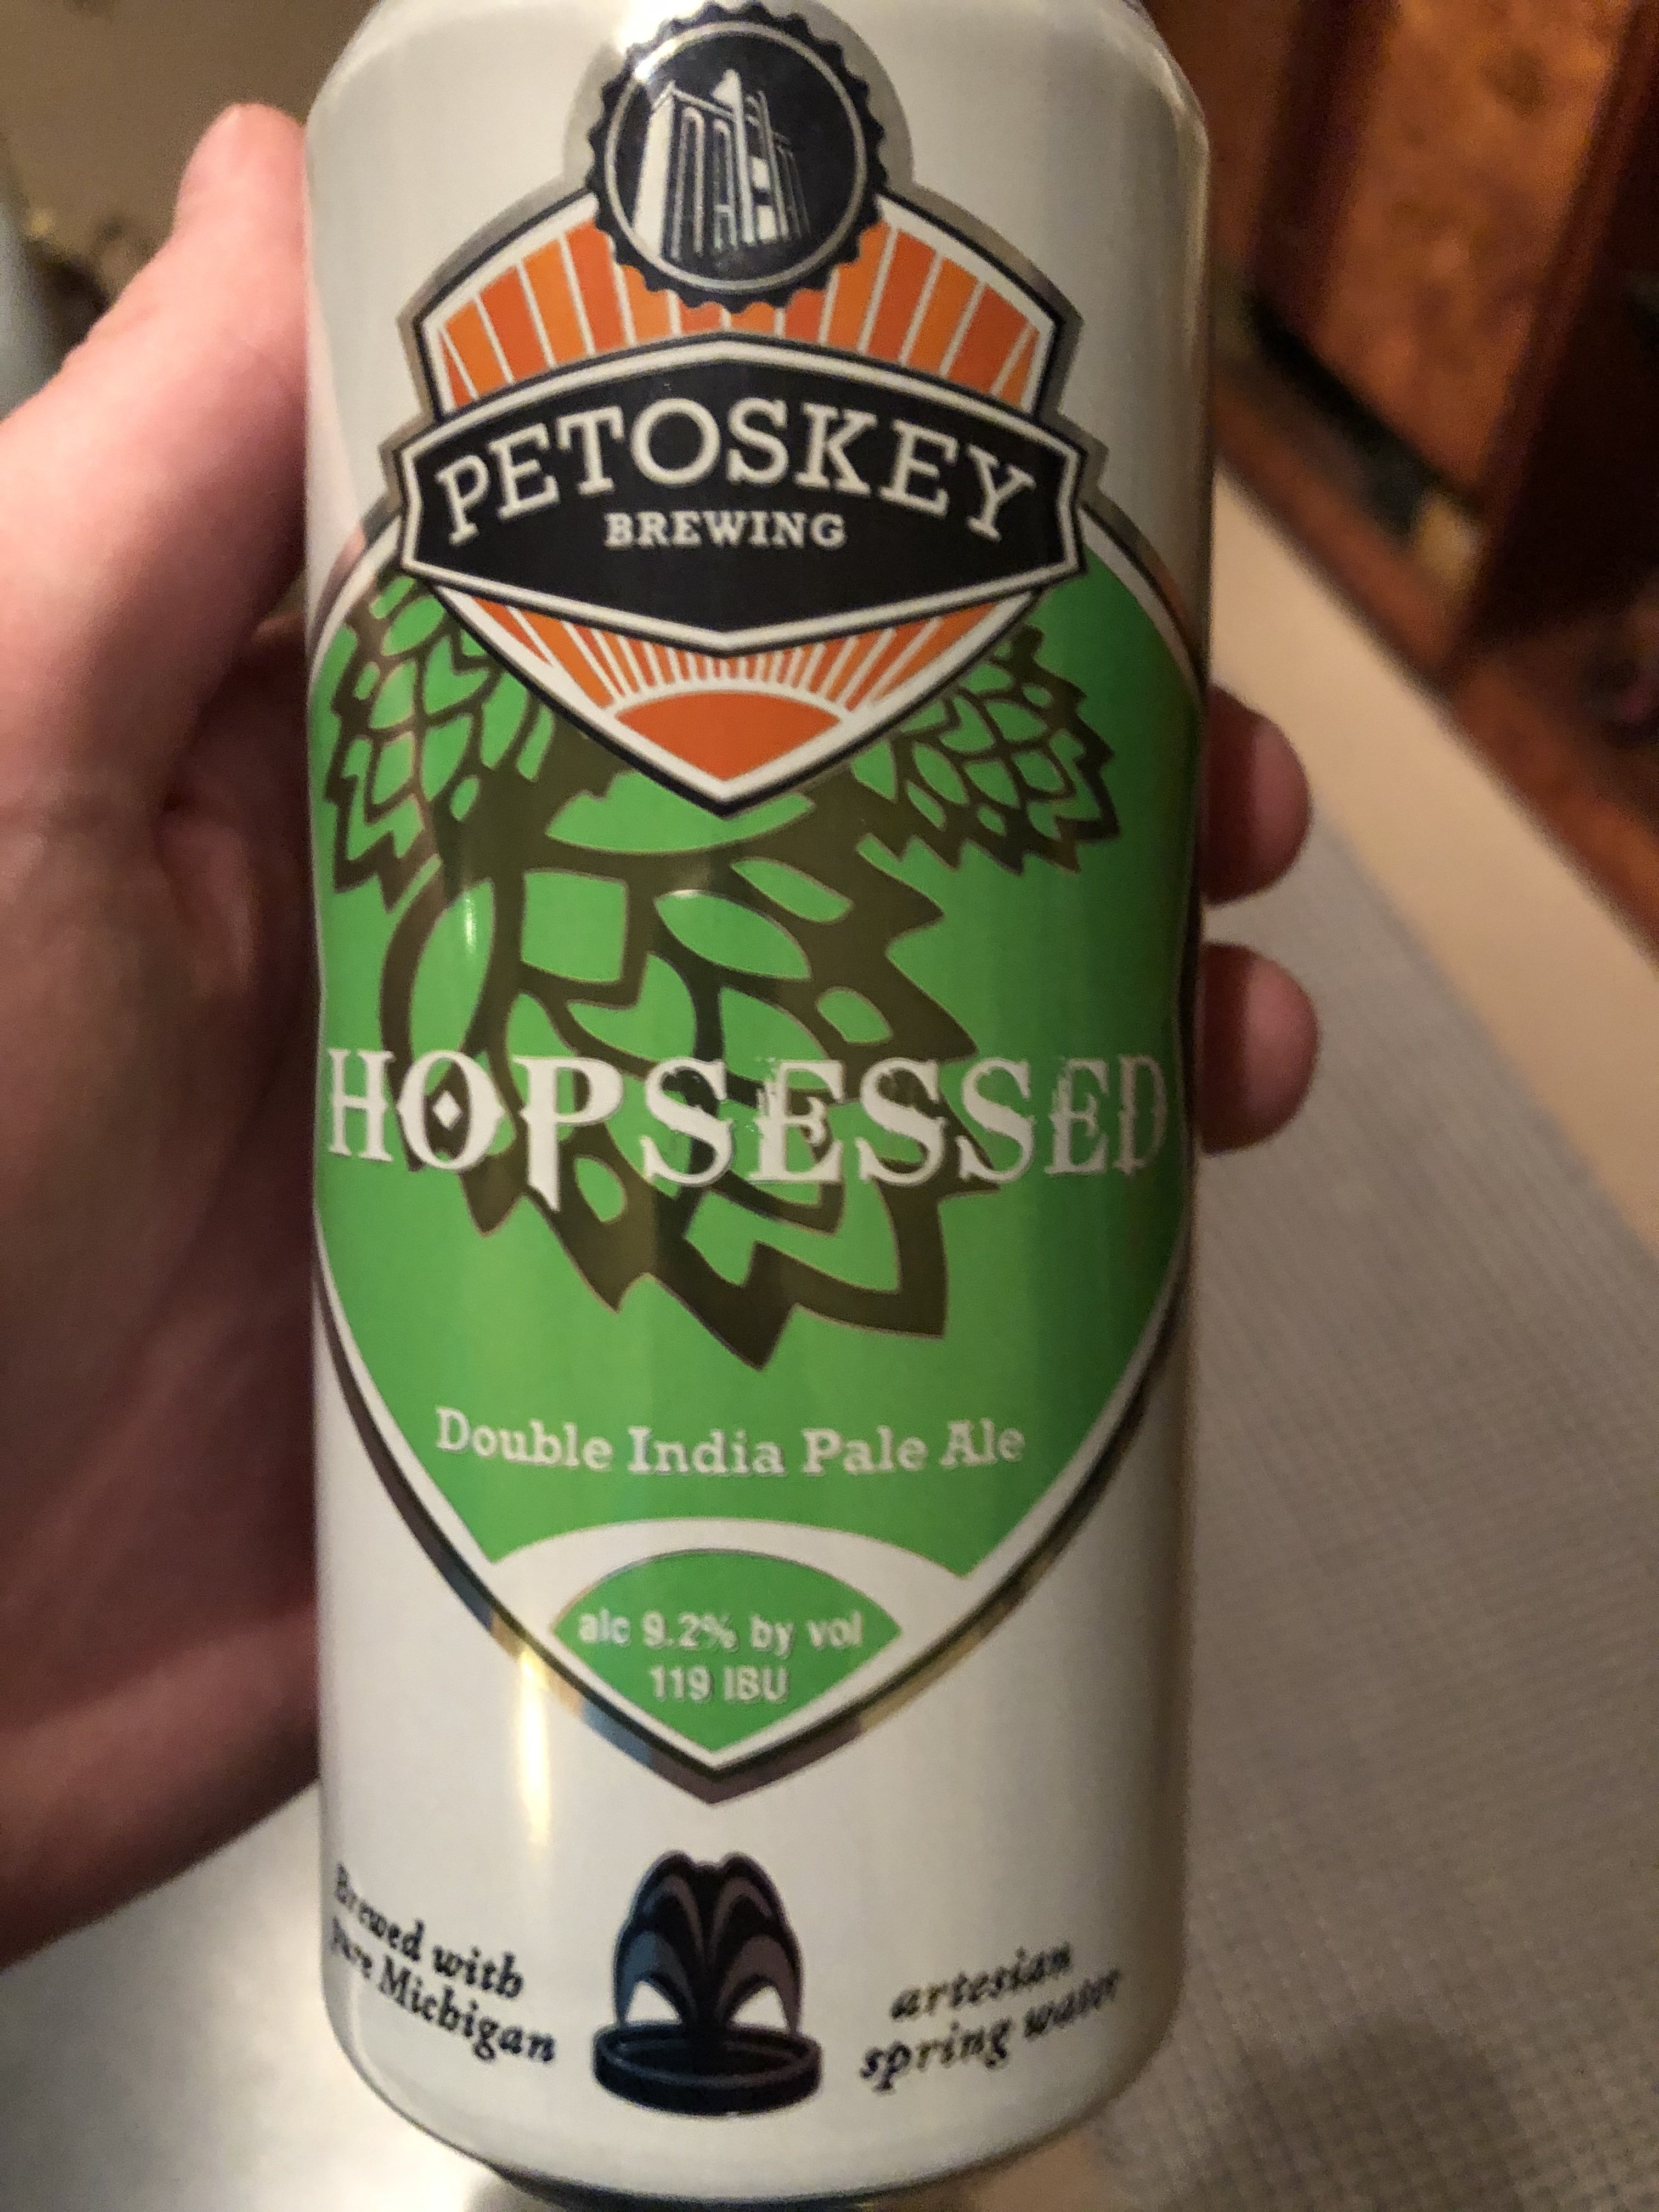 PETOSKEY
BREWING
HOPSESSED
Double India Pale Ale
alc 9.2% by vol
119 IBU
Brewed with
pure Michigan
artesian
spring water